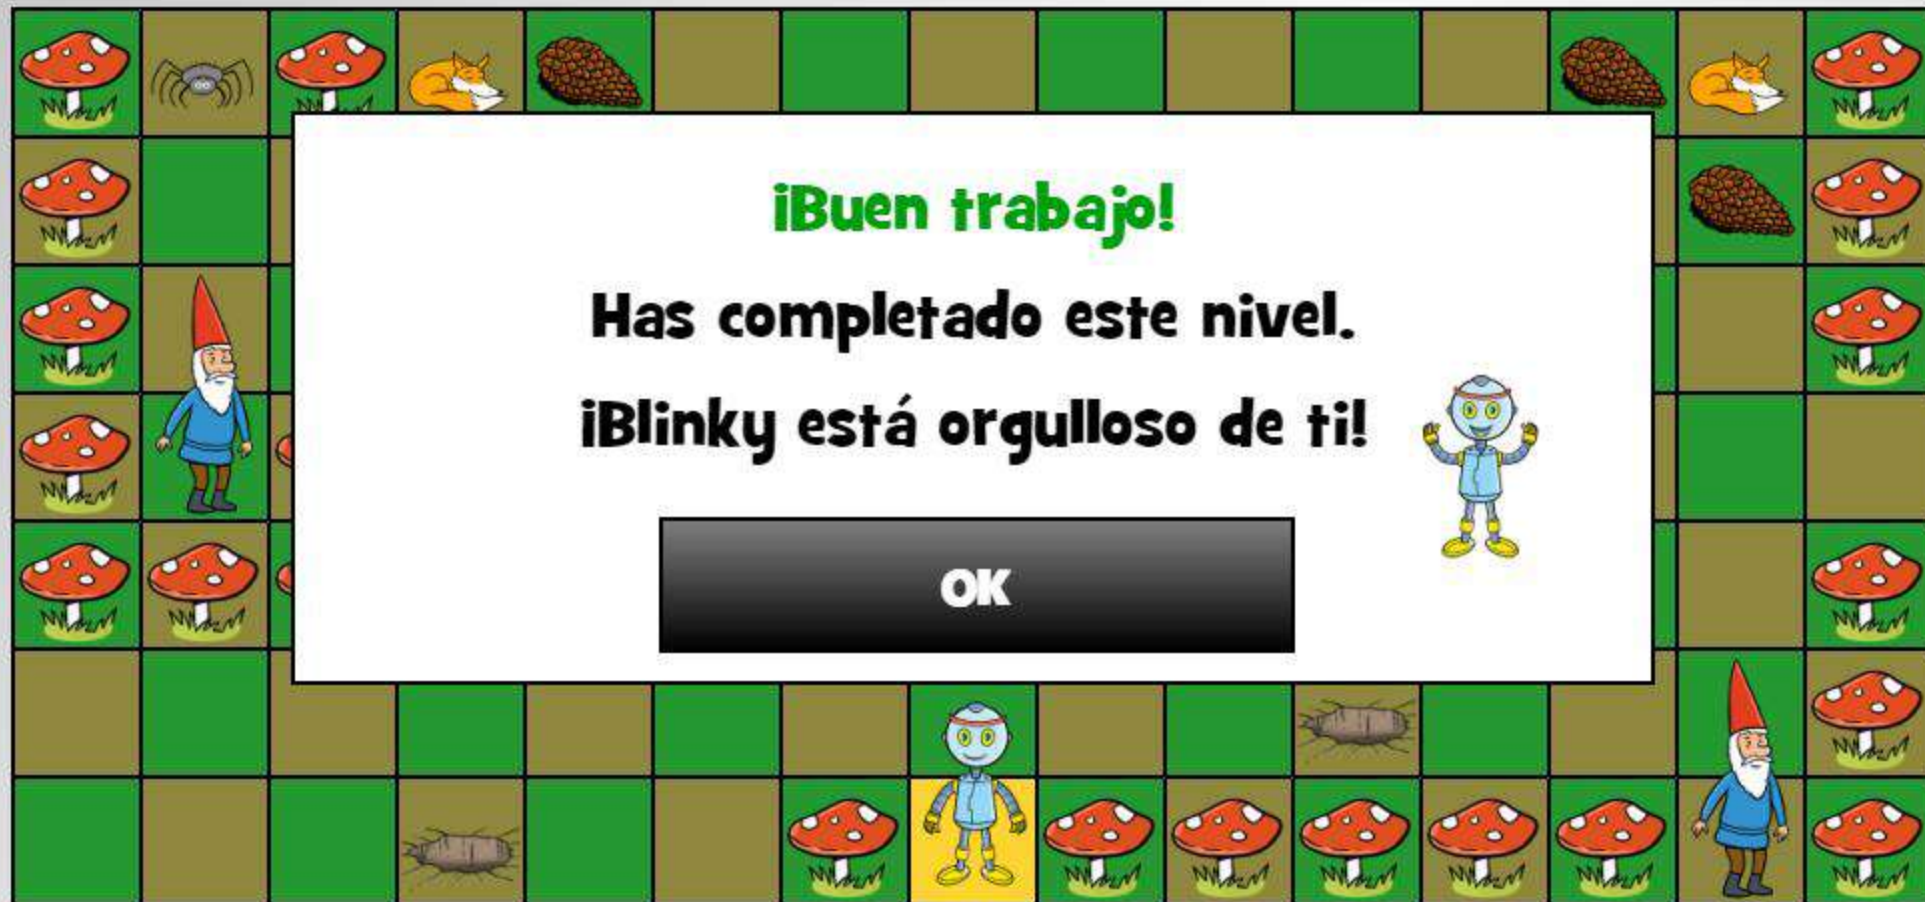 ¡Buen trabajo!
Has completado este nivel.
¡Blinky está orgulloso de ti!
OK